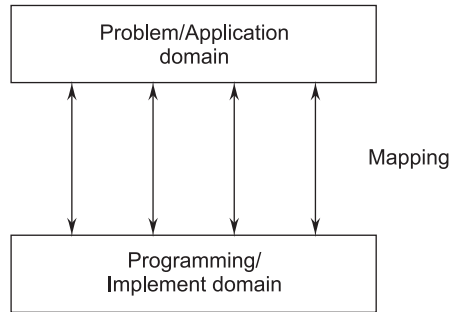 Problem/Application
domain
Mapping
Programming/
Implement domain